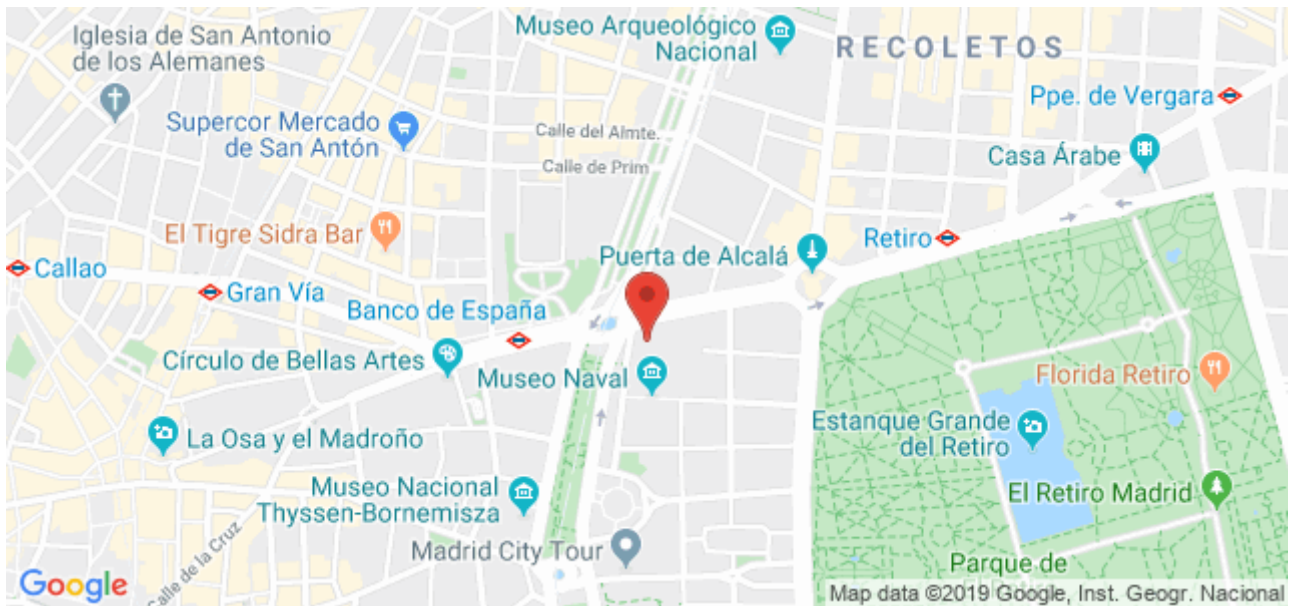 Museo Arqueológico
Nacional
RECOLETOS
Iglesia de San Antonio
de los Alemanes
Ppe. de Vergara
Supercor Mercado
de San Antón
Calle del Almte.
Calle de Prim
Casa Árabe
El Tigre Sidra Bar
Puerta de Alcalá
Retiro
Callao
Gran Vía
Banco de España
Círculo de Bellas Artes
Museo Naval
Florida Retiro
La Osa y el Madroño
Estanque Grande
del Retiro
Museo Nacional
Thyssen-Bornemisza
El Retiro Madrid
Madrid City Tour
Calle de la Cruz
Parque de
Google
Map data ©2019 Google, Inst. Geogr. Nacional